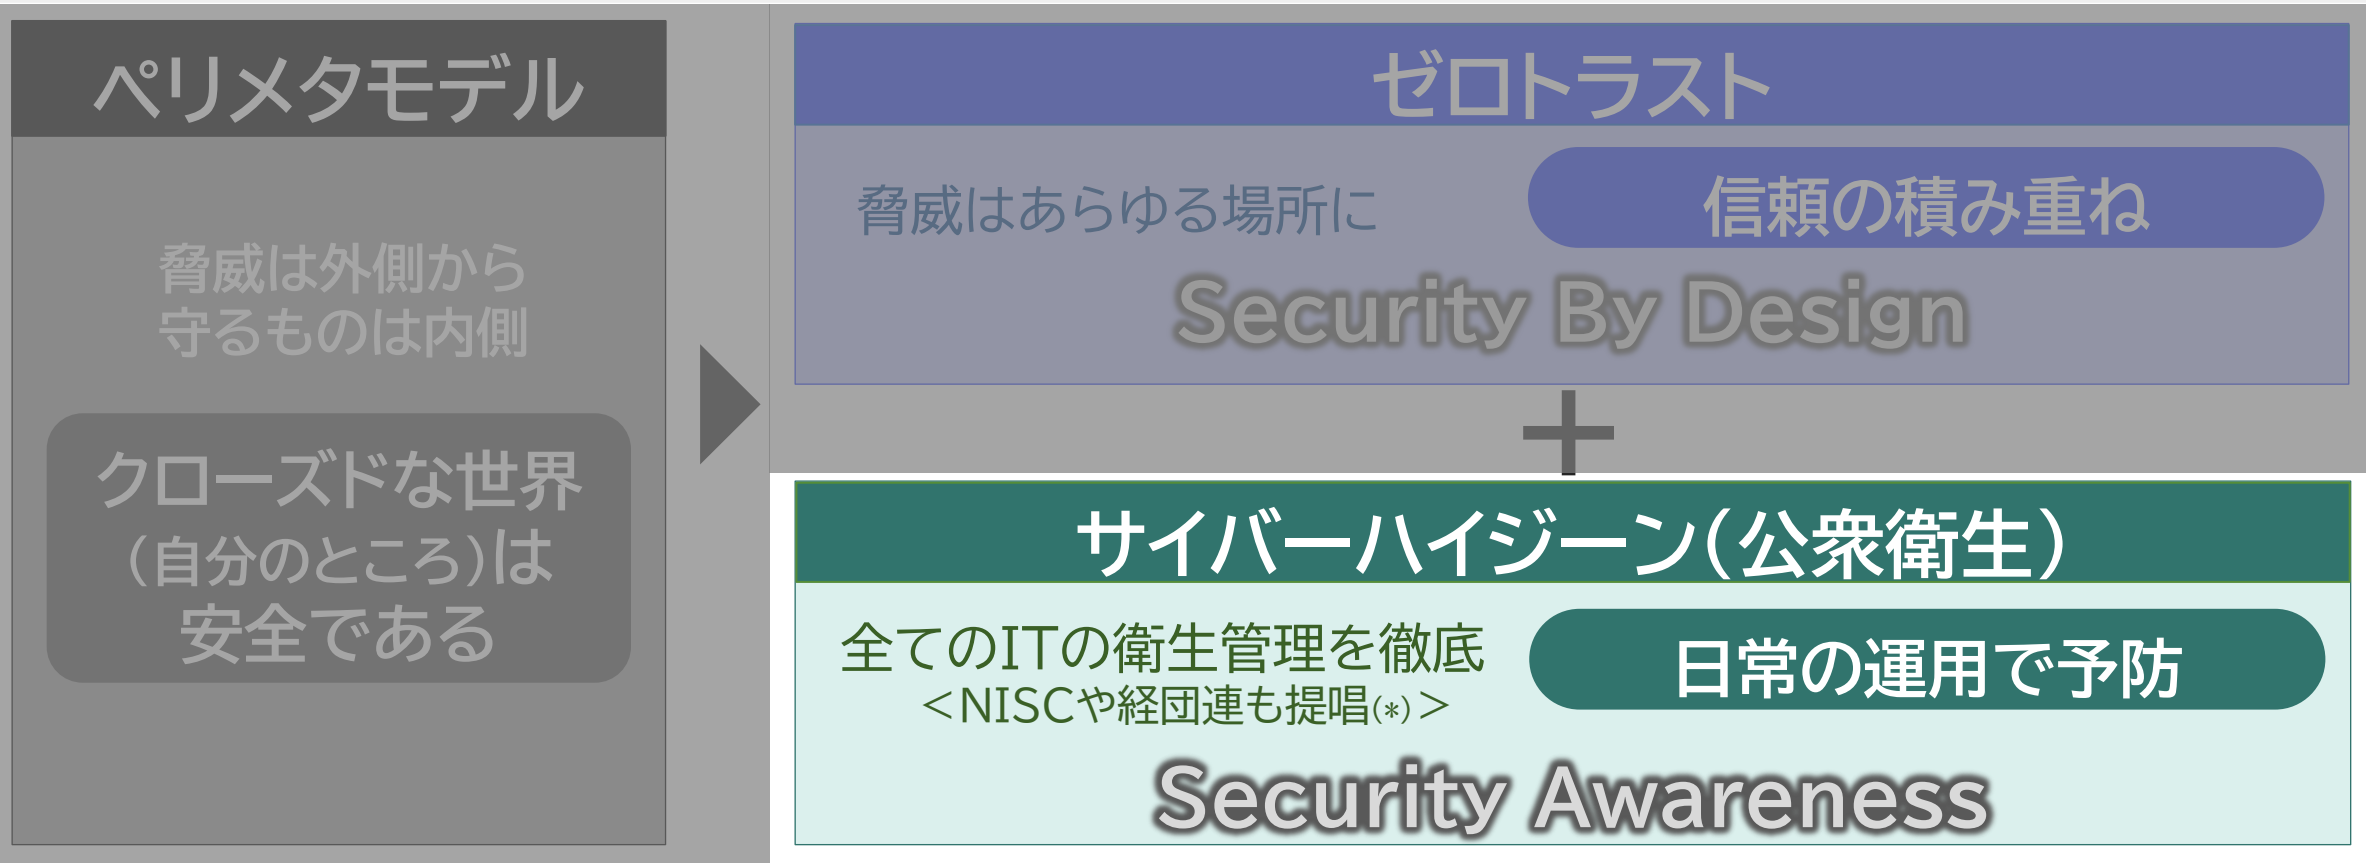 ペリメタモデル
脅威は外側から
守るものは内側
クローズドな世界
（自分のところ）は
安全である
ゼロトラスト
脅威はあらゆる場所に
信頼の積み重ね
Security By Design
+
サイバーハイジーン（公衆衛生）
全てのITの衛生管理を徹底
＜NISCや経団連も提唱(*)＞
日常の運用で予防
Security Awareness